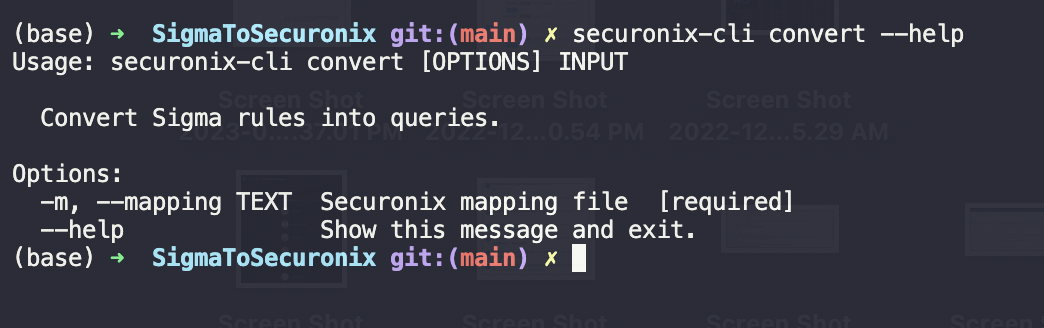 (base) ➜ SigmaToSecuronix git:(main) ✗ securonix-cli convert --help
Usage: securonix-cli convert [OPTIONS] INPUT
Screen Shot Screen Shot Screen Shot
Convert Sigma rules into queries.
37.01 PM 2022-12...0.54 PM 2022-12....5.29 AM
Options:
-m, --mapping TEXT Securonix mapping file [required]
--help Show this message and exit.
(base) ➜ SigmaToSecuronix git:(main) ✗
Screen Shot Screen Shot Screen Shot Screen Shot